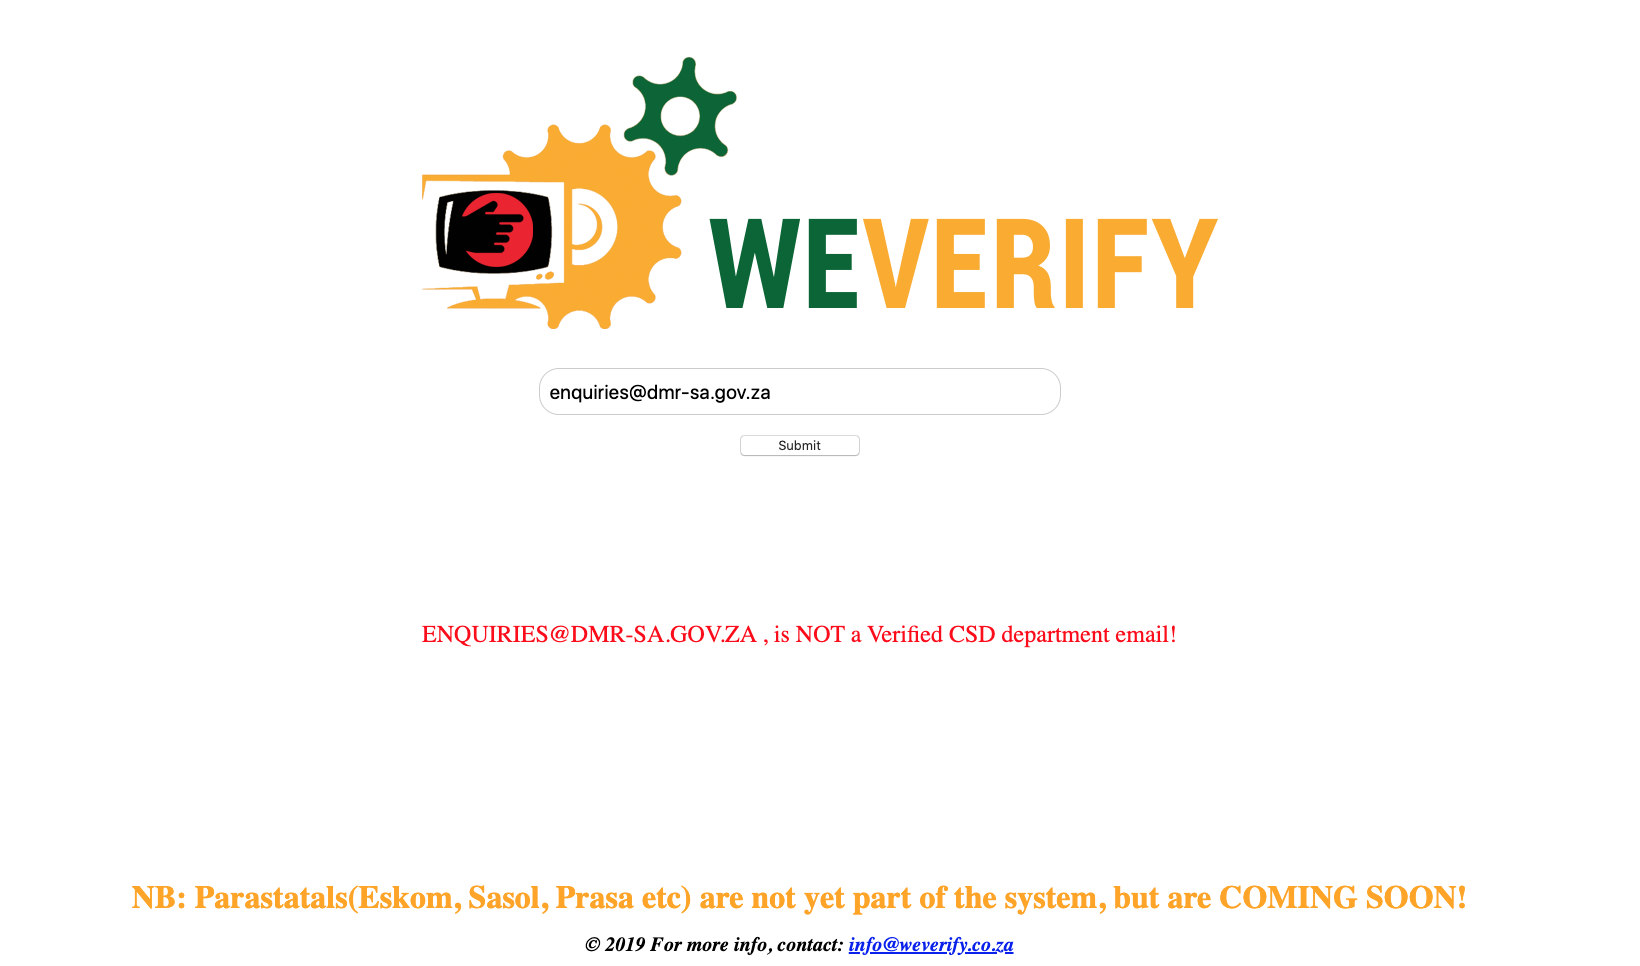 WEVERIFY
enquiries@dmr-sa.gov.za
Submit
ENQUIRIES@DMR-SA.GOV.ZA , is NOT a Verified CSD department email!
NB: Parastatals(Eskom, Sasol, Prasa etc) are not yet part of the system, but are COMING SOON!
© 2019 For more info, contact: info@weverify.co.za